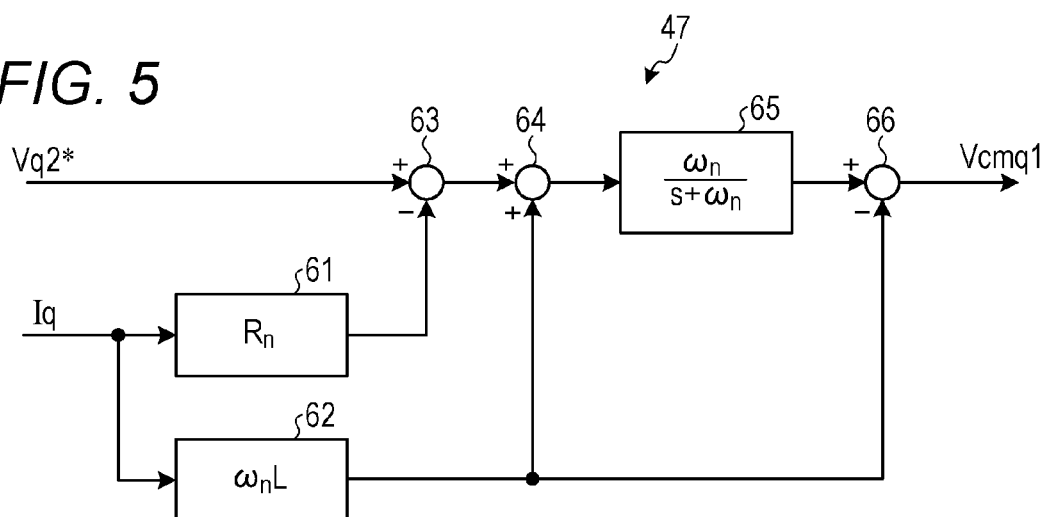 FIG. 5
47
63
64
65
66
Vq2*
+
−
+
+
ωn
s+ωn
+
−
Vcmq1
61
Iq
Rn
62
ωnL